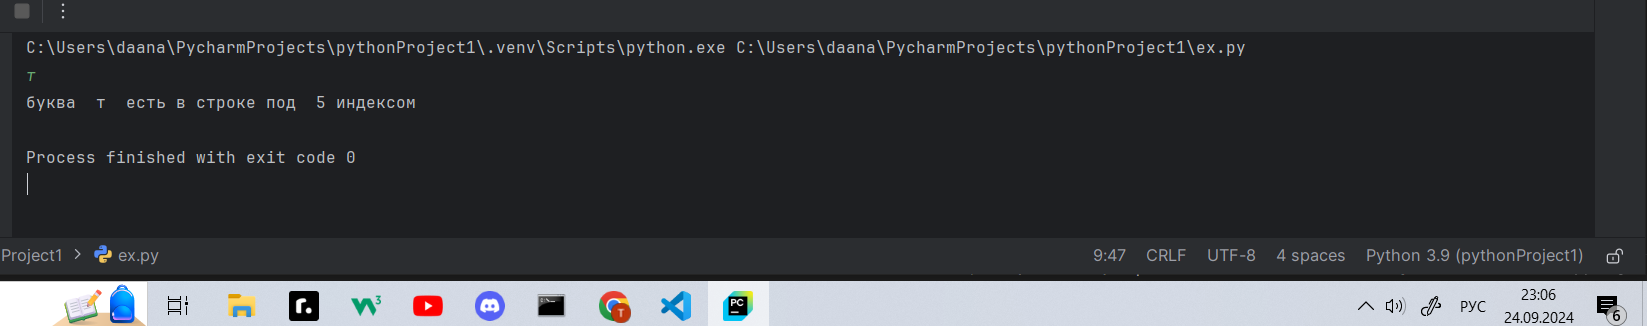 C:\Users\daana\PycharmProjects\pythonProject1\.venv\Scripts\python.exe C:\Users\daana\PycharmProjects\pythonProject1\ex.py
т
буква  т  есть в строке под  5 индексом
Process finished with exit code 0
Project1 > ex.py 9:47 CRLF UTF-8 4 spaces Python 3.9 (pythonProject1)
r. W3 PC T РУС 23:06
24.09.2024 6